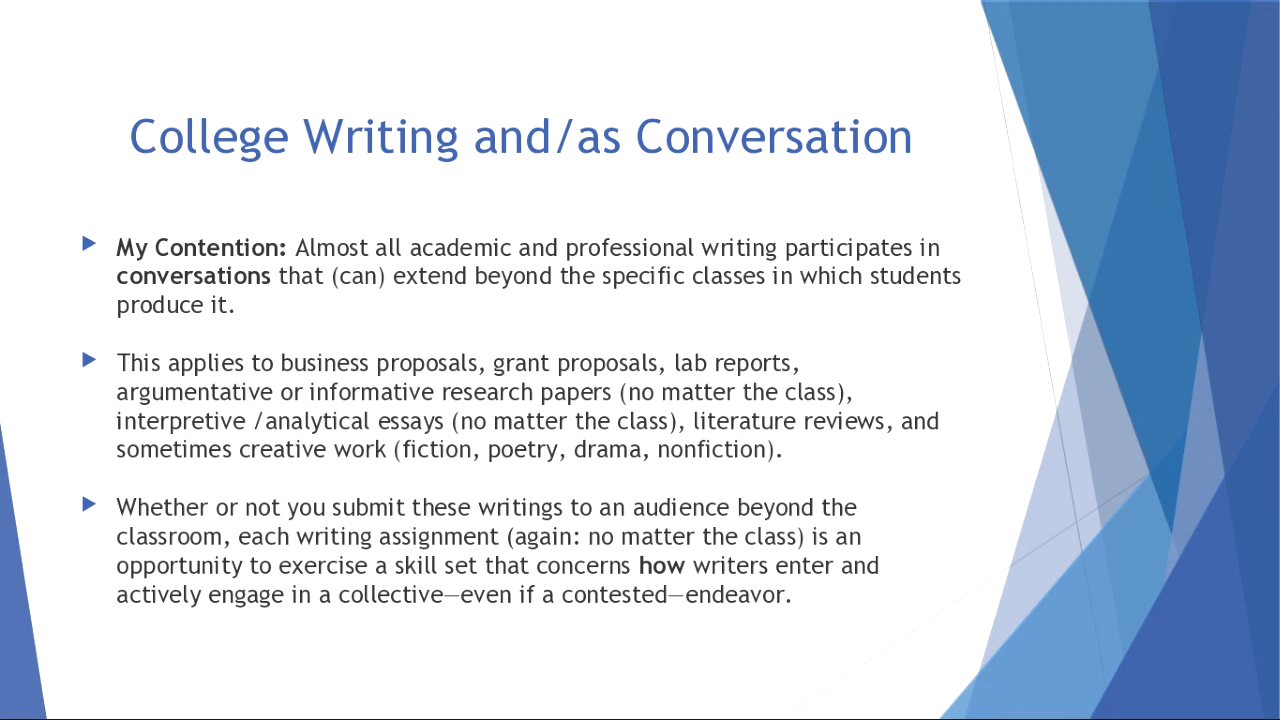 College Writing and/as Conversation
My Contention: Almost all academic and professional writing participates in
conversations that (can) extend beyond the specific classes in which students
produce it.
This applies to business proposals, grant proposals, lab reports,
argumentative or informative research papers (no matter the class),
interpretive /analytical essays (no matter the class), literature reviews, and
sometimes creative work (fiction, poetry, drama, nonfiction).
Whether or not you submit these writings to an audience beyond the
classroom, each writing assignment (again: no matter the class) is an
opportunity to exercise a skill set that concerns how writers enter and
actively engage in a collective—even if a contested—endeavor.